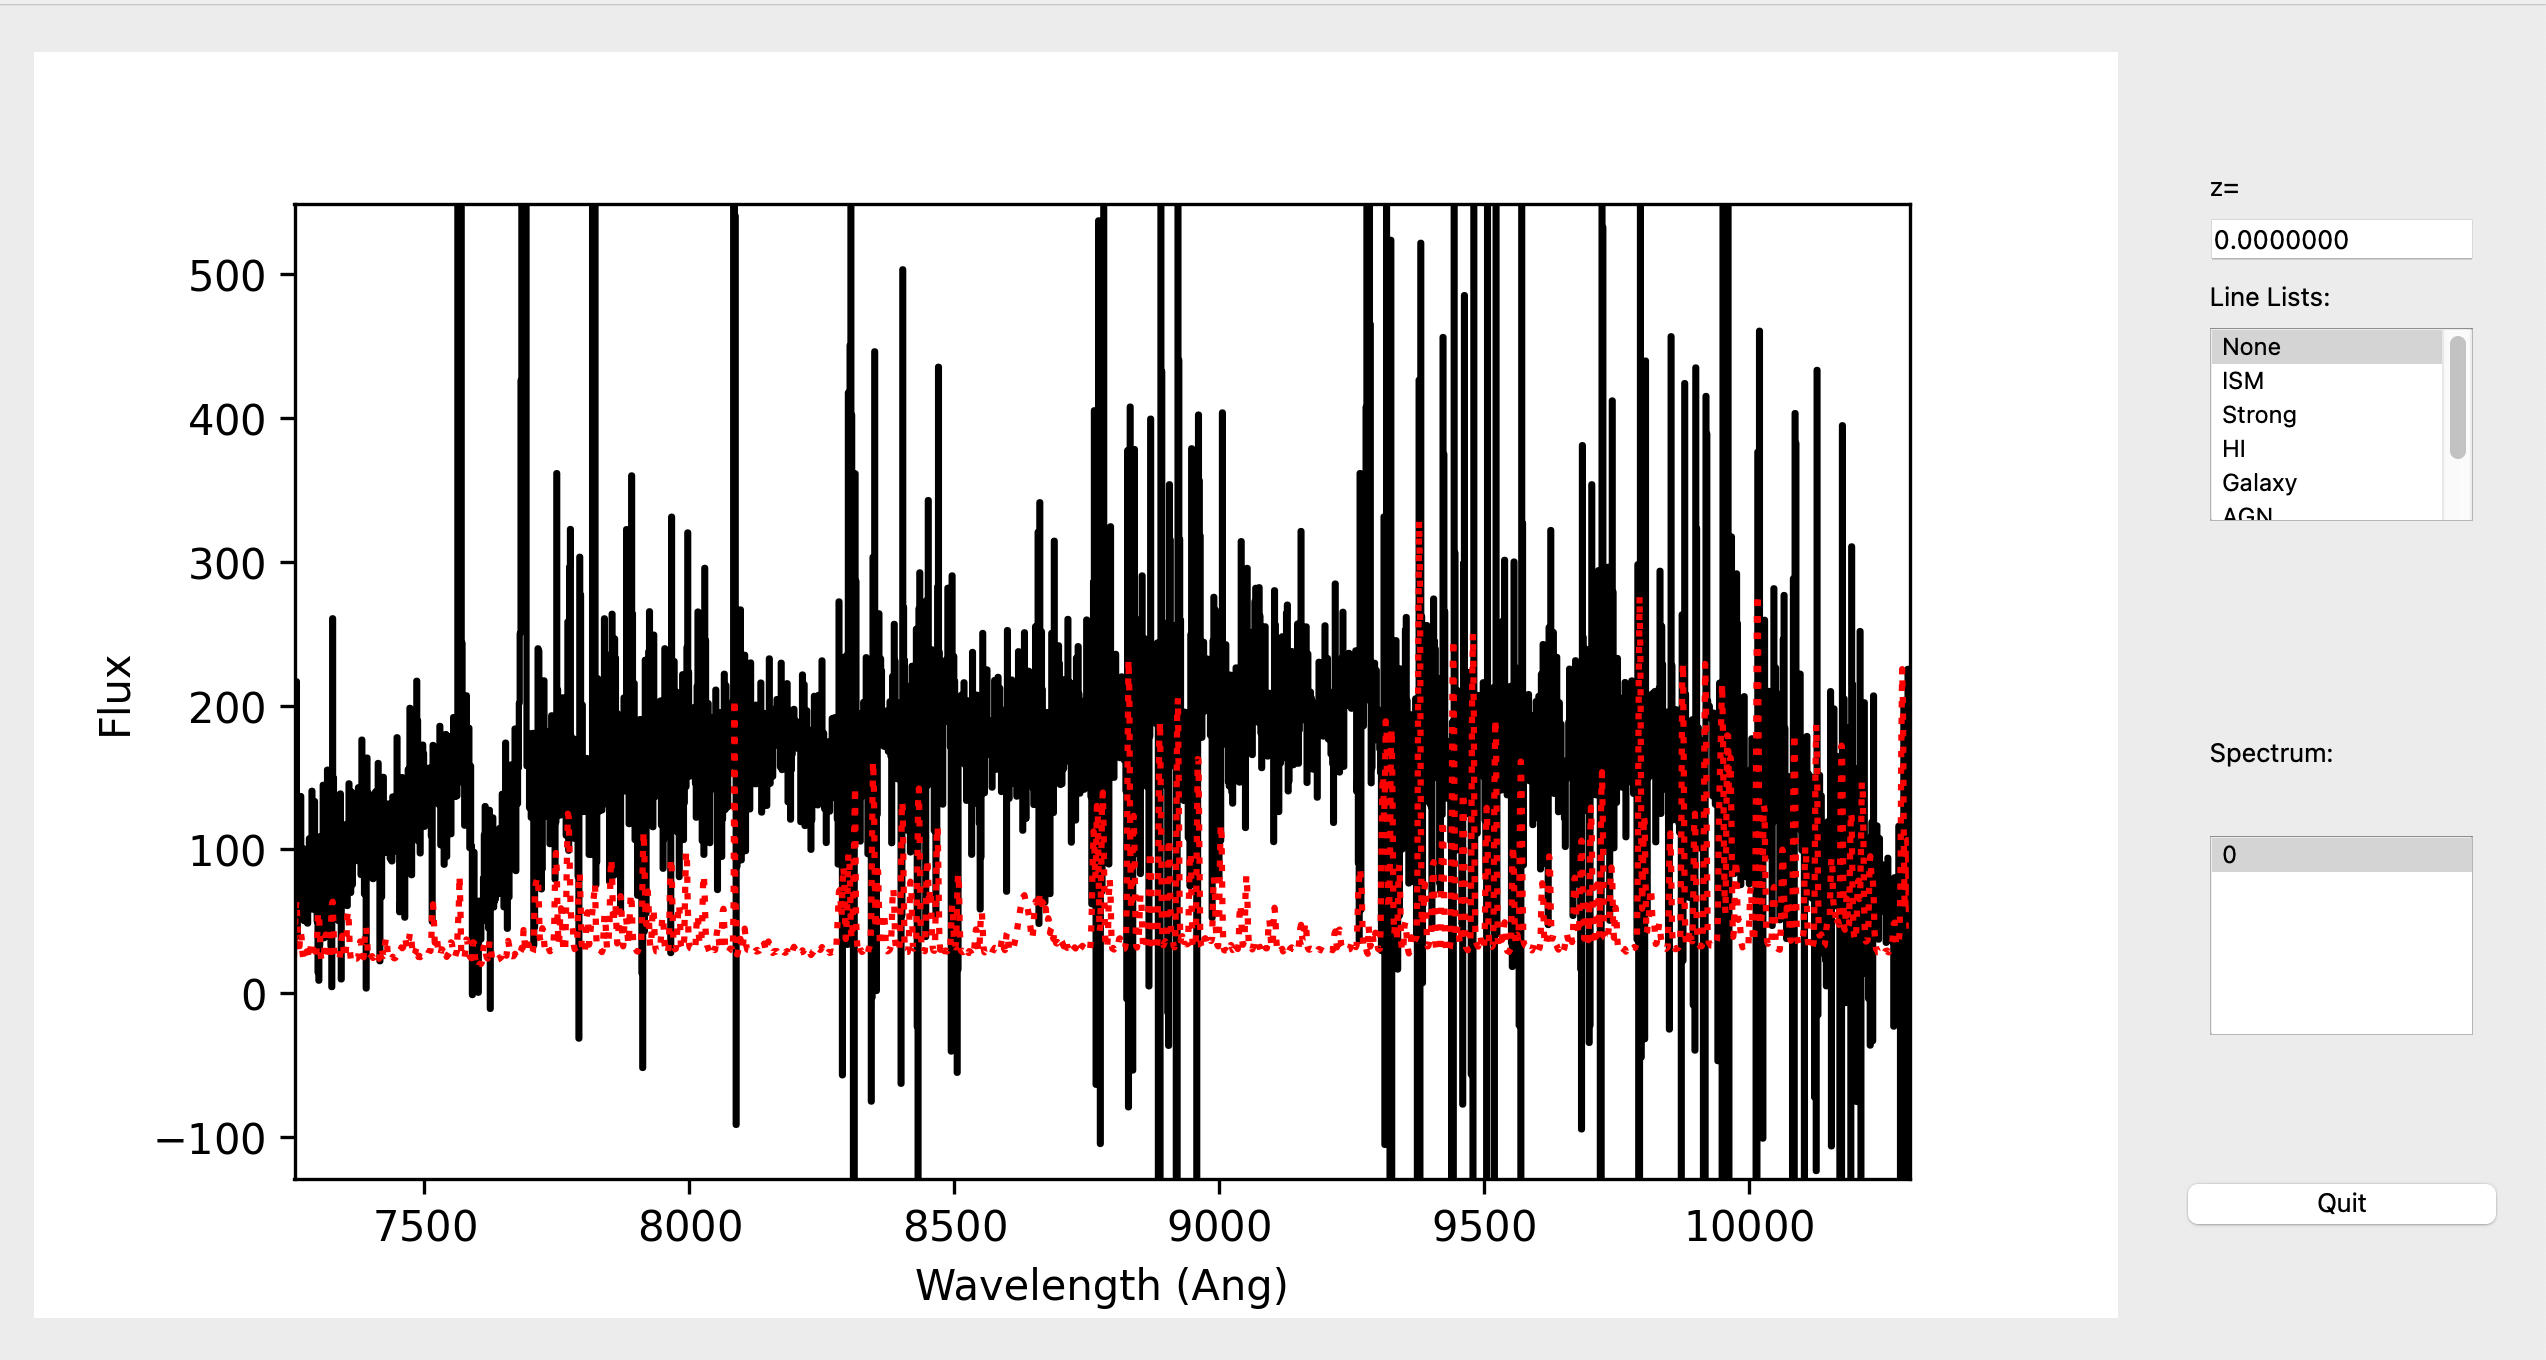 z=
0.0000000
Line Lists:
None
ISM
Strong
HI
Galaxy
AGN
Spectrum:
0
Quit
500
400
300
200
100
0
−100
Flux
7500 8000 8500 9000 9500 10000
Wavelength (Ang)